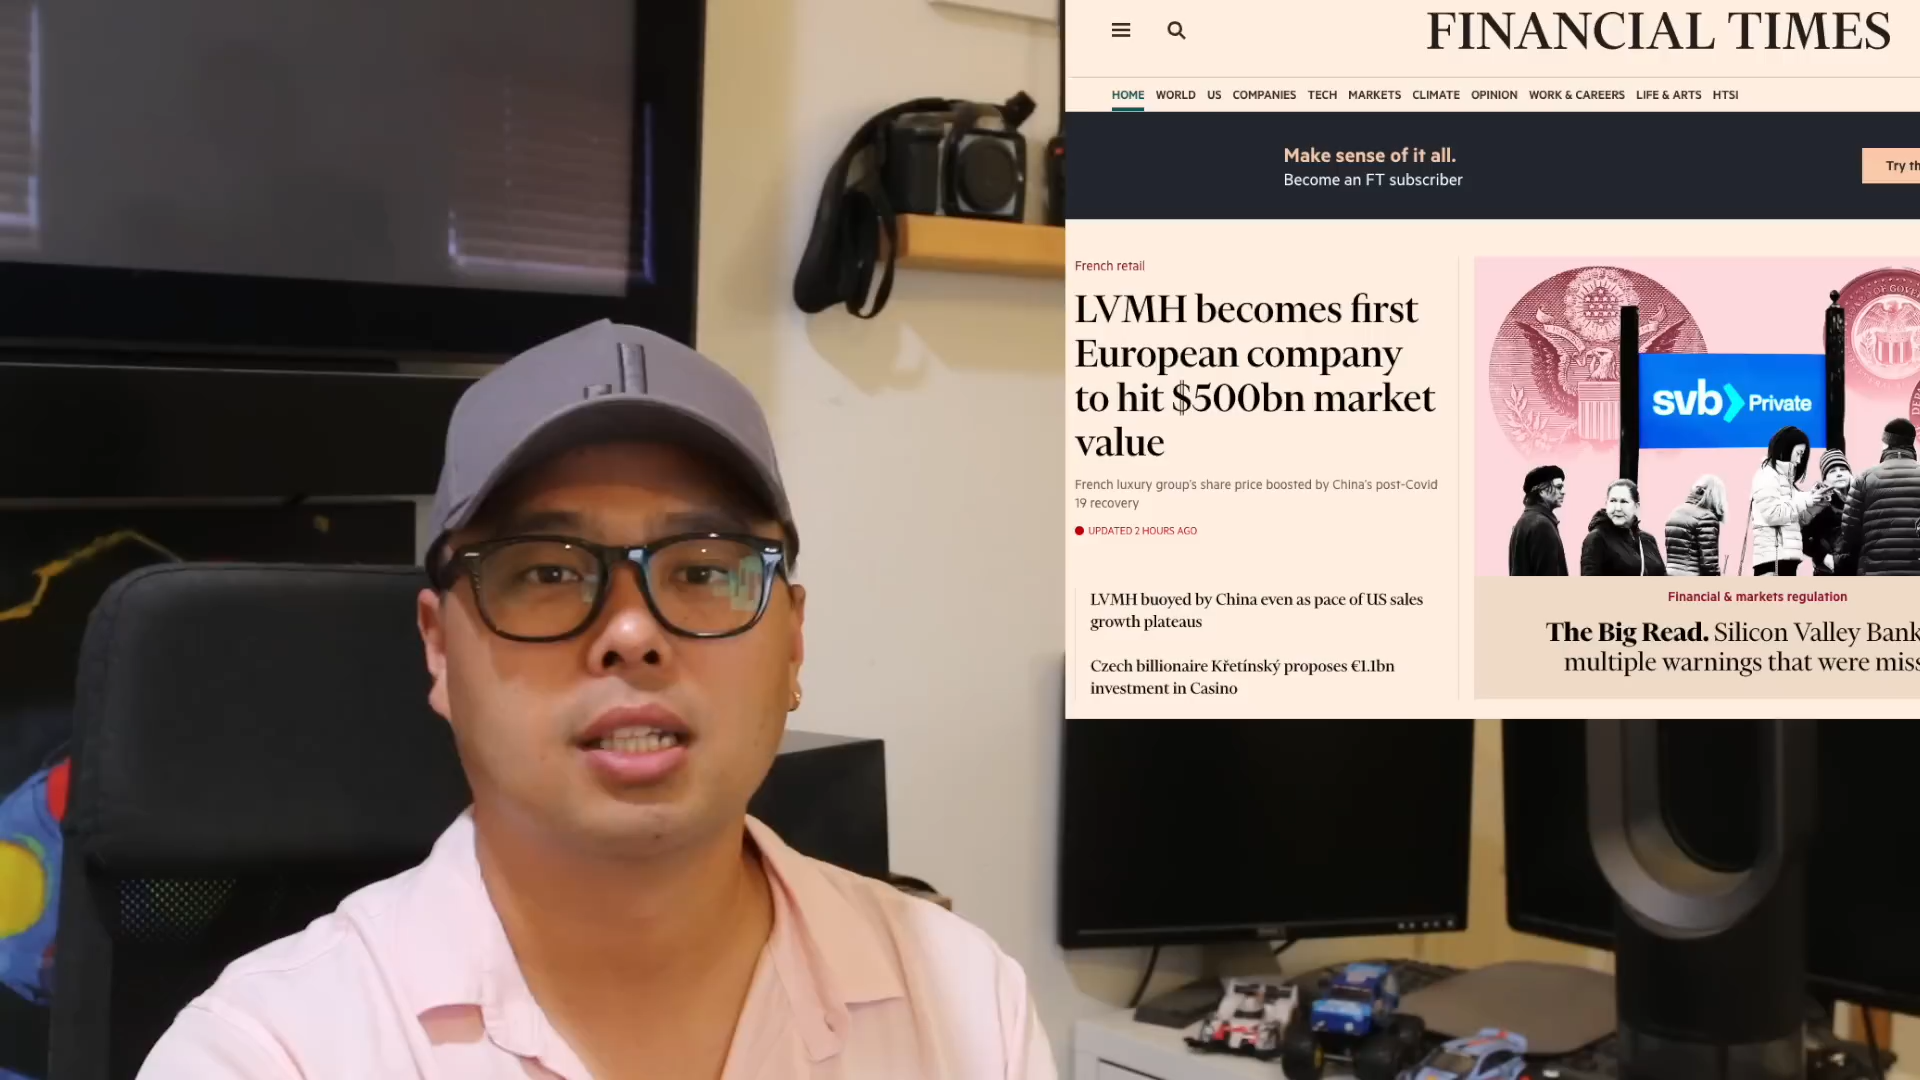 FINANCIAL TIMES
HOME WORLD US COMPANIES TECH MARKETS CLIMATE OPINION WORK & CAREERS LIFE & ARTS HTSI
Make sense of it all.
Become an FT subscriber
Try th
French retail
LVMH becomes first
European company
to hit $500bn market
value
French luxury group's share price boosted by China's post-Covid
19 recovery
UPDATED 2 HOURS AGO
LVMH buoyed by China even as pace of US sales
growth plateaus
Czech billionaire Křetínský proposes €1.1bn
investment in Casino
svb Private
Financial & markets regulation
The Big Read. Silicon Valley Bank
multiple warnings that were miss